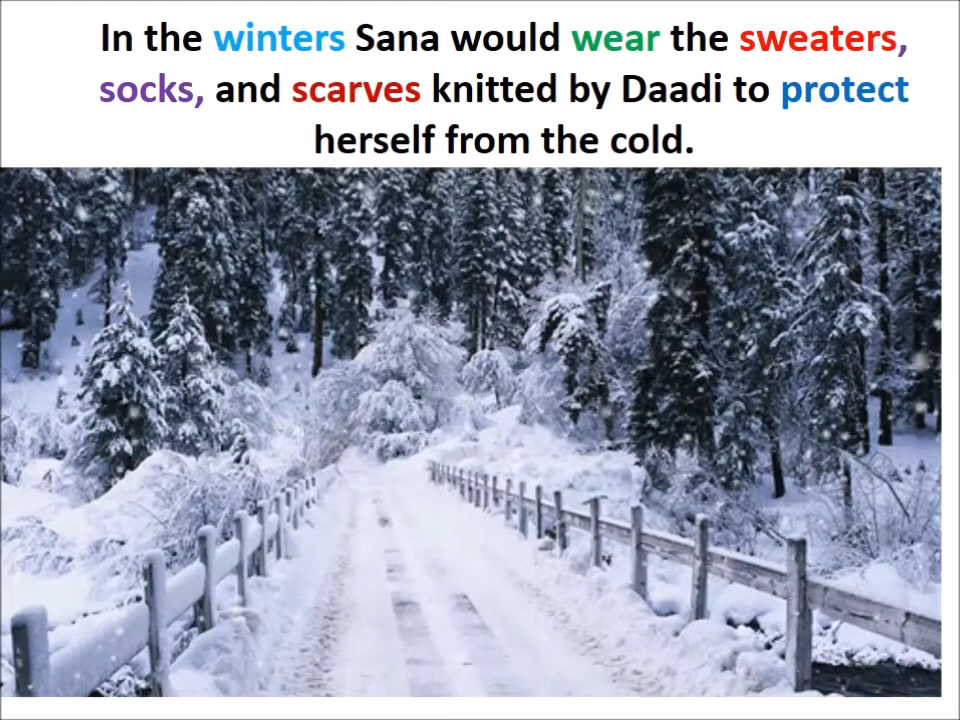 In the winters Sana would wear the sweaters,
socks, and scarves knitted by Daadi to protect
herself from the cold.